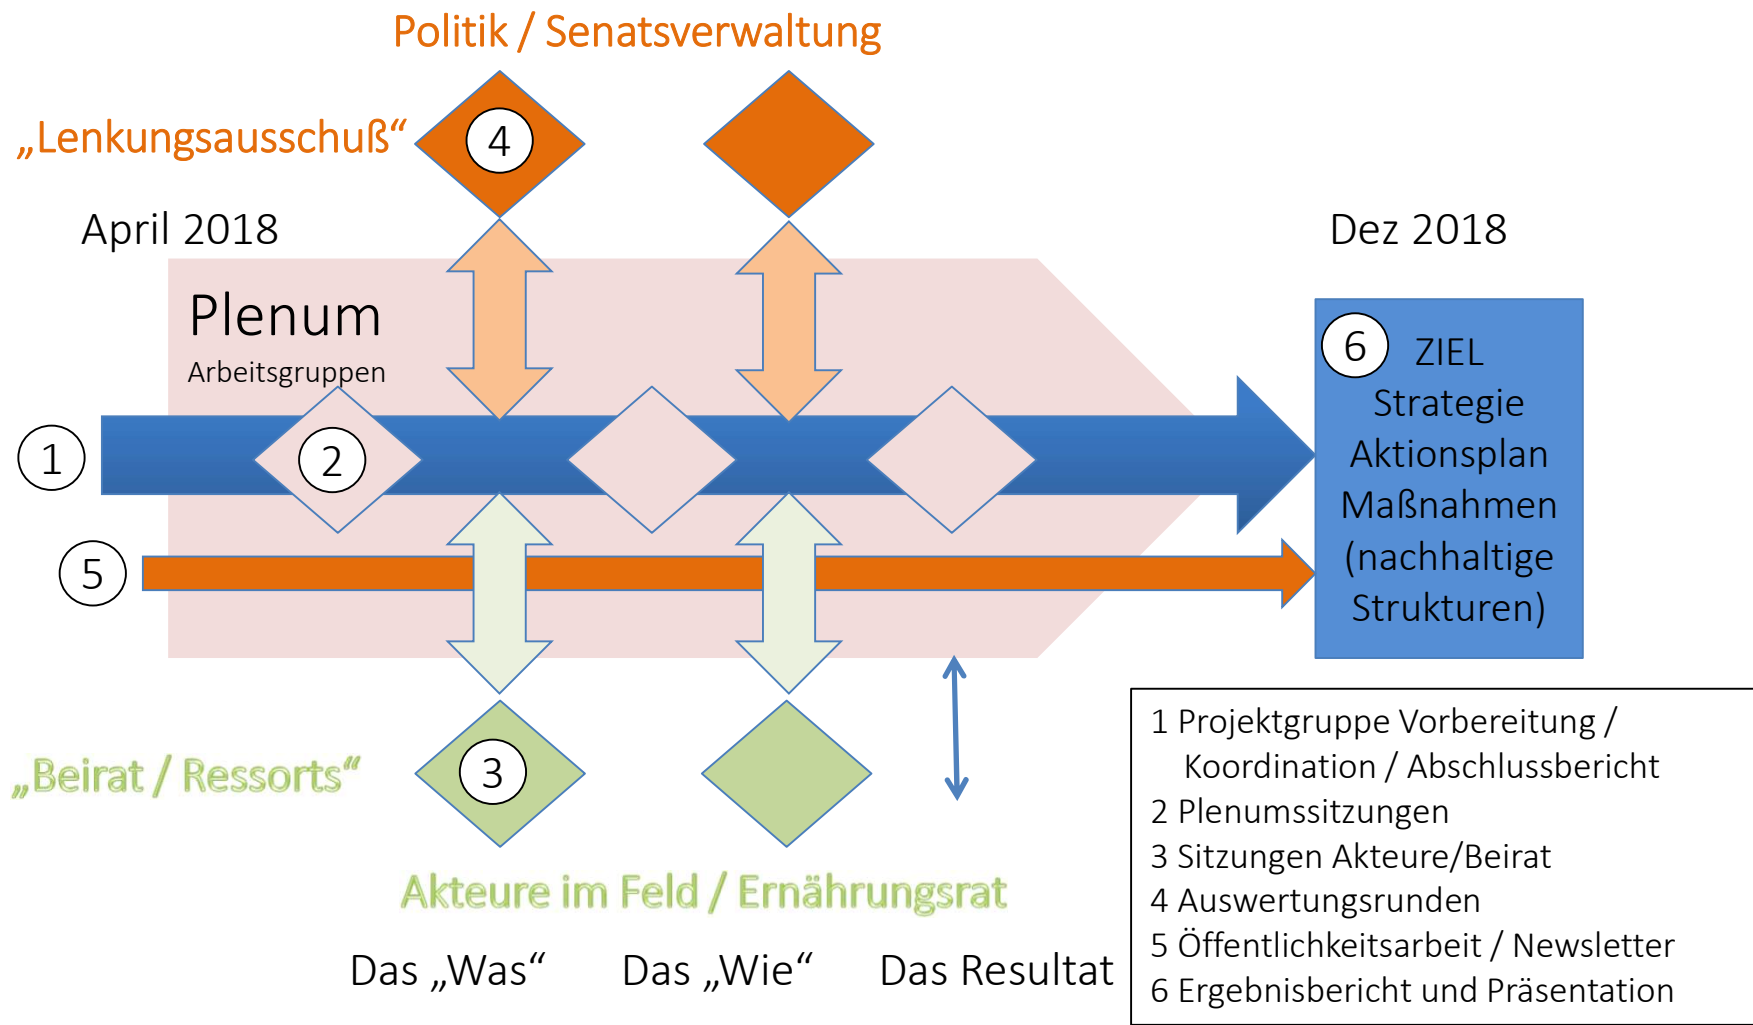 Politik / Senatsverwaltung
„Lenkungsausschuß“
4
April 2018
Dez 2018
Plenum
Arbeitsgruppen
1
2
5
6
ZIEL
Strategie
Aktionsplan
Maßnahmen
(nachhaltige
Strukturen)
„Beirat / Ressorts“
3
Akteure im Feld / Ernährungsrat
Das „Was“
Das „Wie“
Das Resultat
1 Projektgruppe Vorbereitung /
Koordination / Abschlussbericht
2 Plenumssitzungen
3 Sitzungen Akteure/Beirat
4 Auswertungsrunden
5 Öffentlichkeitsarbeit / Newsletter
6 Ergebnisbericht und Präsentation